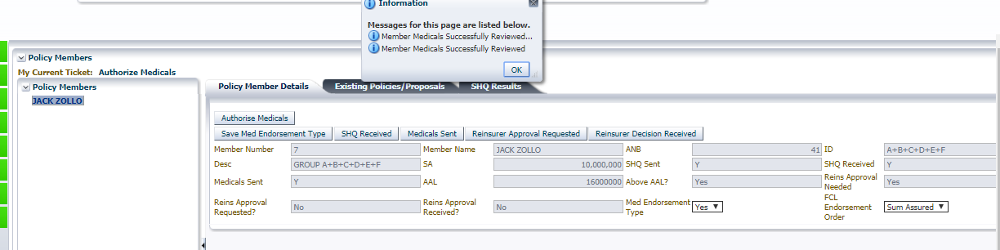 Information
Messages for this page are listed below.
Member Medicals Successfully Reviewed...
Member Medicals Successfully Reviewed
OK
Policy Members
My Current Ticket: Authorize Medicals
Policy Members
JACK ZOLLO
Policy Member Details Existing Policies/Proposals SHQ Results
Authorise Medicals
Save Med Endorsement Type SHQ Received Medicals Sent Reinsurer Approval Requested Reinsurer Decision Received
Member Number 7 Member Name JACK ZOLLO ANB 41 ID A+B+C+D+E+F
Desc GROUP A+B+C+D+E+F SA 10,000,000 SHQ Sent Y SHQ Received Y
Medicals Sent Y AAL 16000000 Above AAL? Yes Reins Approval Needed Yes
Reins Approval Requested? No Reins Approval Received? No Med Endorsement Type Yes FCL Endorsement Order Sum Assured